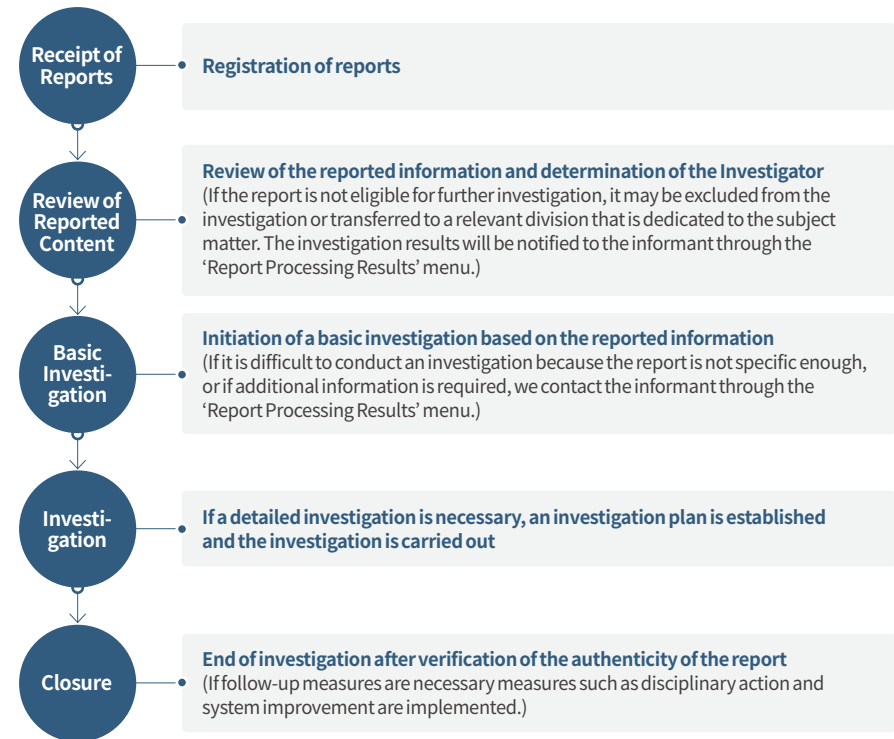 Receipt of
Reports
Registration of reports
Review of
Reported
Content
Review of the reported information and determination of the Investigator
(If the report is not eligible for further investigation, it may be excluded from the
investigation or transferred to a relevant division that is dedicated to the subject
matter. The investigation results will be notified to the informant through the
‘Report Processing Results’ menu.)
Basic
Investi-
gation
Initiation of a basic investigation based on the reported information
(If it is difficult to conduct an investigation because the report is not specific enough,
or if additional information is required, we contact the informant through the
‘Report Processing Results’ menu.)
Investi-
gation
If a detailed investigation is necessary, an investigation plan is established
and the investigation is carried out
Closure
End of investigation after verification of the authenticity of the report
(If follow-up measures are necessary measures such as disciplinary action and
system improvement are implemented.)